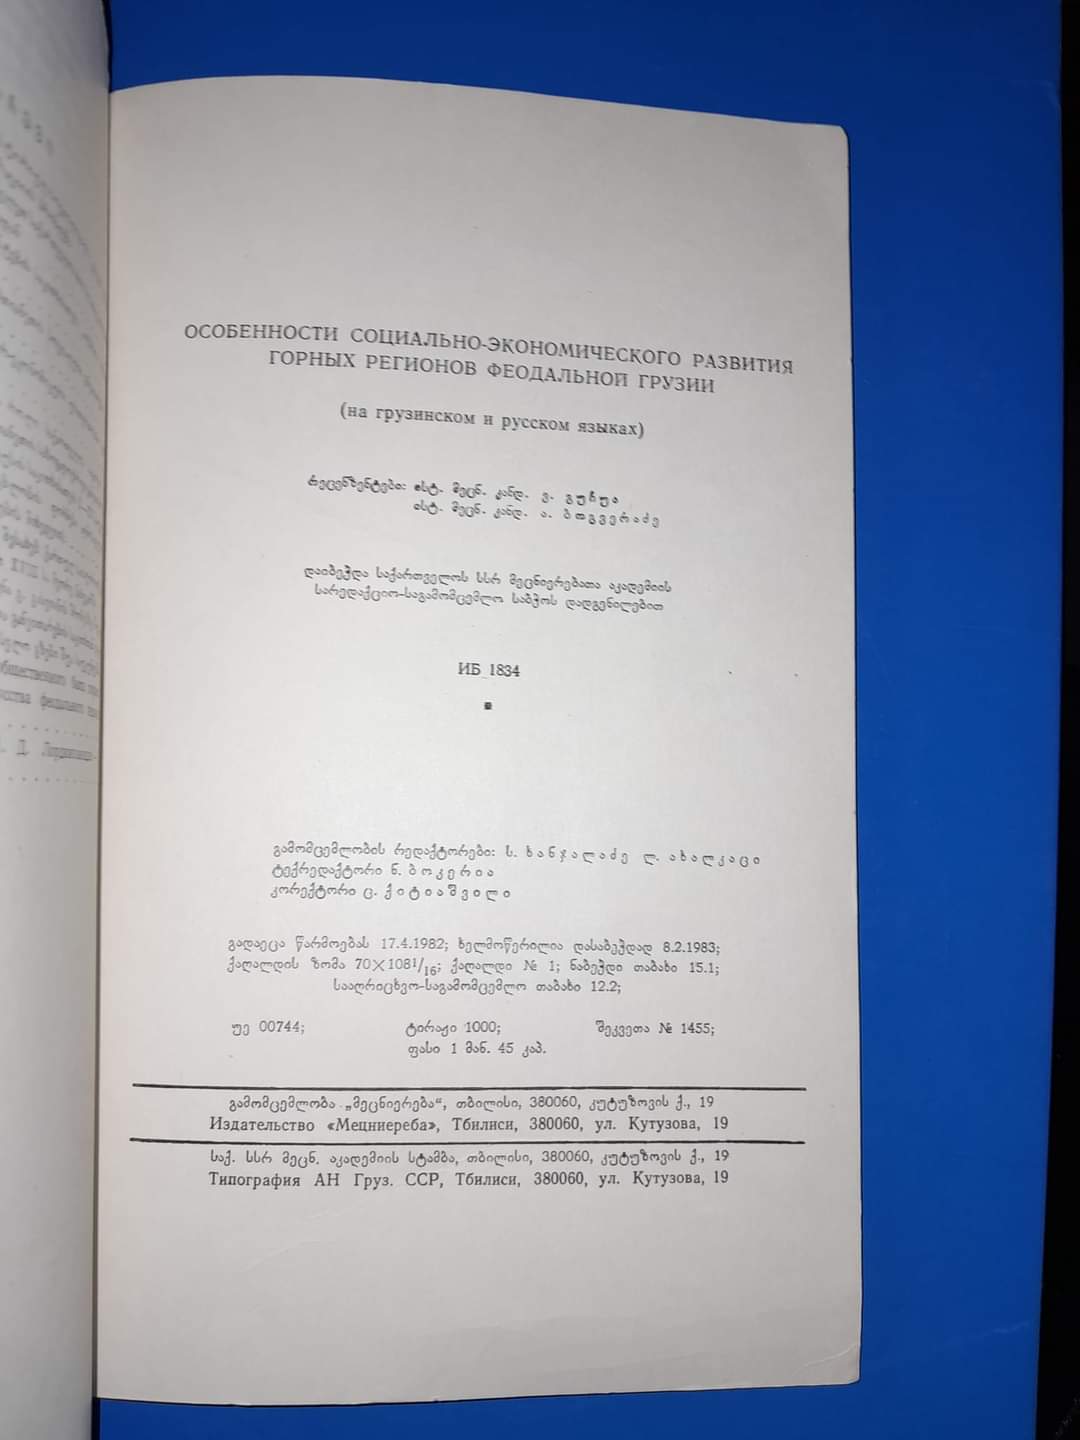 ОСОБЕННОСТИ СОЦИАЛЬНО-ЭКОНОМИЧЕСКОГО РАЗВИТИЯ
ГОРНЫХ РЕГИОНОВ ФЕОДАЛЬНОЙ ГРУЗИИ
(на грузинском и русском языках)
რეცენზენტები: ისტ. მეცნ. კანდ. ვ. გუჩუა
ისტ. მეცნ. კანდ. ა. ბოგვერაძე
დაიბეჭდა საქართველოს სსრ მეცნიერებათა აკადემიის
სარედაქციო-საგამომცემლო საბჭოს დადგენილებით
ИБ 1834
გამომცემლობის რედაქტორები: ს. ხანჯალაძე ლ. ახალკაცი
ტექრედაქტორი ნ. ბოკერია
კორექტორი ც. ქიტიაშვილი
გადაეცა წარმოებას 17.4.1982; ხელმოწერილია დასაბეჭდად 8.2.1983;
ქაღალდის ზომა 70×108¹/₁₆; ქაღალდი № 1; ნაბეჭდი თაბახი 15.1;
სააღრიცხვო-საგამომცემლო თაბახი 12.2;
უე 00744; ტირაჟი 1000; შეკვეთა № 1455;
ფასი 1 მან. 45 კაპ.
გამომცემლობა „მეცნიერება“, თბილისი, 380060, კუტუზოვის ქ., 19
Издательство «Мецниереба», Тбилиси, 380060, ул. Кутузова, 19
საქ. სსრ მეცნ. აკადემიის სტამბა, თბილისი, 380060, კუტუზოვის ქ., 19
Типография АН Груз. ССР, Тбилиси, 380060, ул. Кутузова, 19